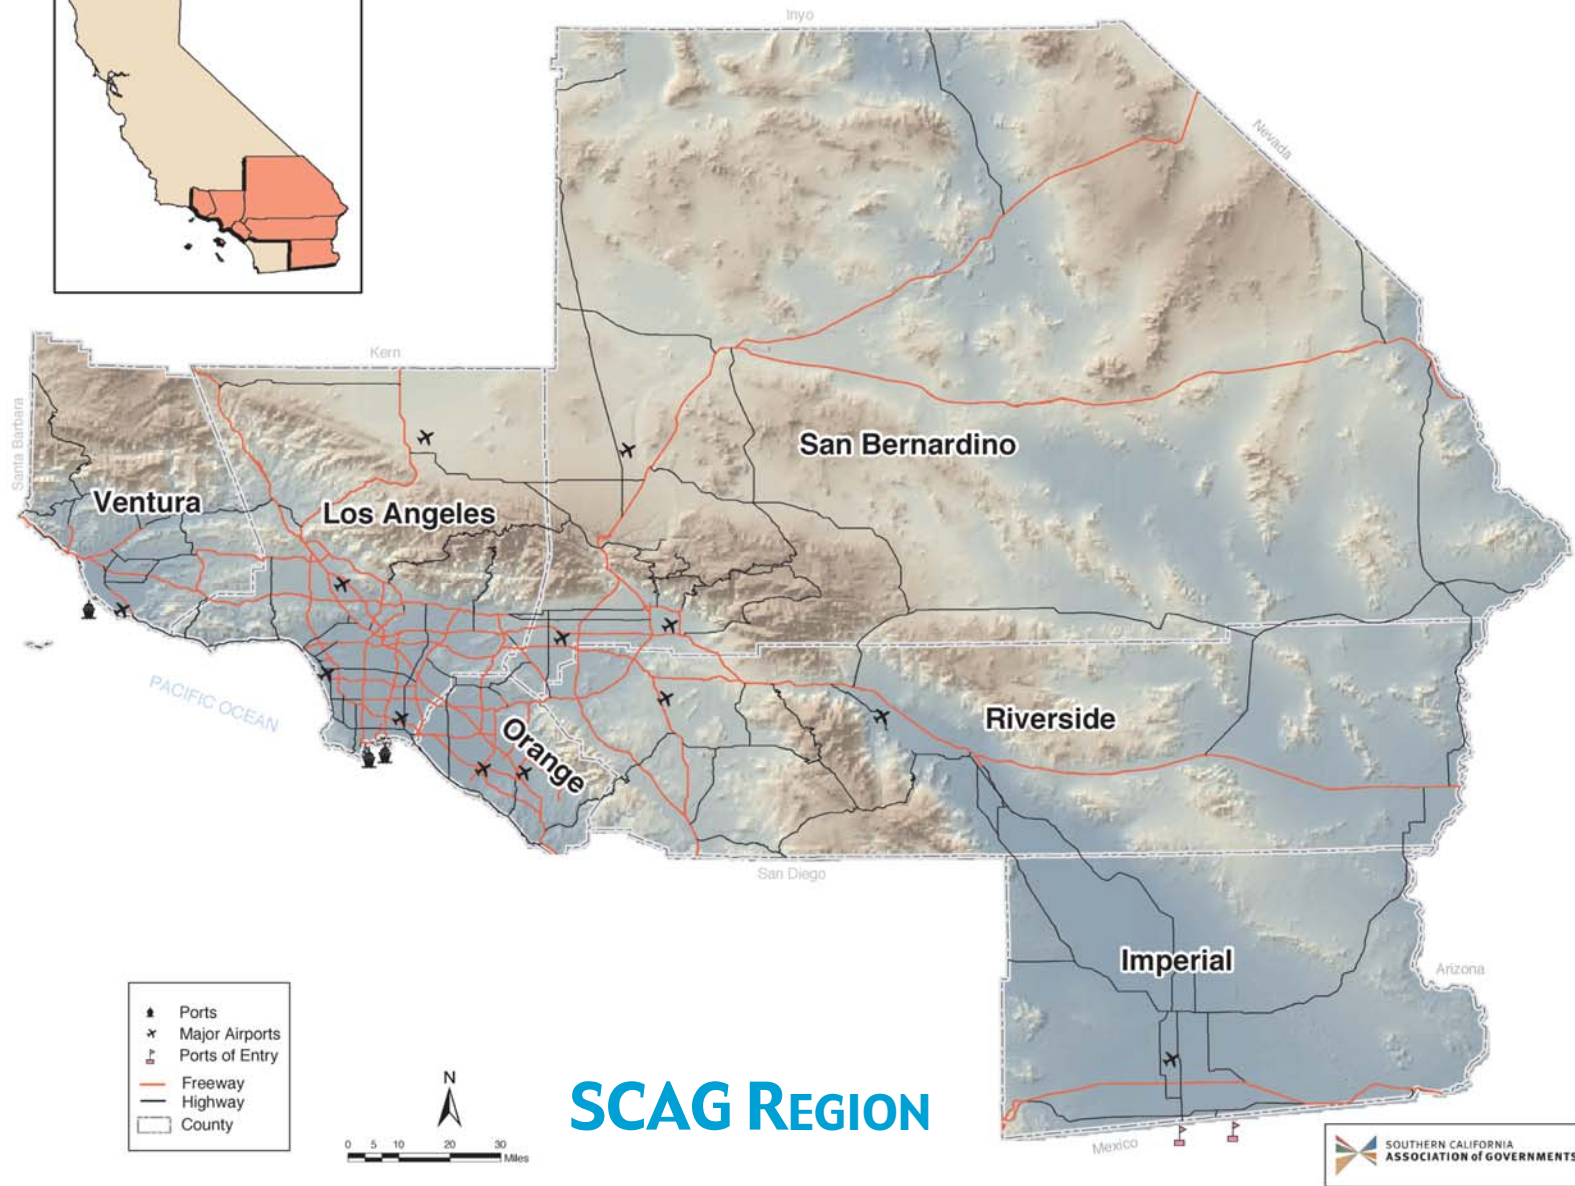 Inyo
Nevada
Kern
Santa Barbara
San Bernardino
Ventura
Los Angeles
PACIFIC OCEAN
Orange
Riverside
San Diego
Imperial
Arizona
Ports
Major Airports
Ports of Entry
Freeway
Highway
County
N
0 5 10 20 30
Miles
SCAG REGION
Mexico
SOUTHERN CALIFORNIA
ASSOCIATION of GOVERNMENTS